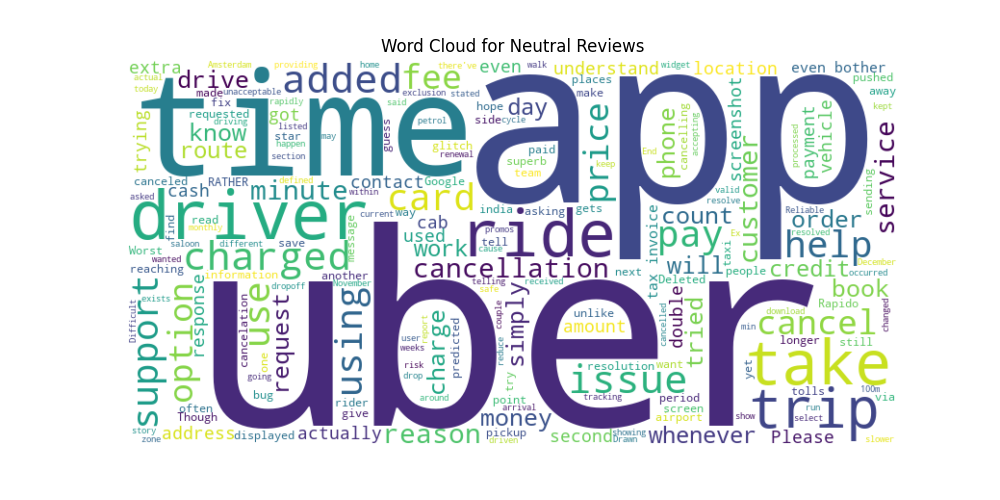 Word Cloud for Neutral Reviews
extra
Amsterdam
providing
home
there've
even
walk
understand
widget
location
even bother
pushed
actual
drive
added
fee
places
away
today
made
unacceptable
time
app
exclusion
stated
make
fix
rapidly
said
hope
day
price
phone
cancelling
accepting
screenshot
payment
vehicle
kept
trying
requested
got
petrol
side
cycle
driving
know
star
listed
may
guess
paid
processed
service
route
happen
glitch
superb
section
renewal
team
End
keep
customer
sending
canceled
RATHER
defined
within
contact
Google
asked
cash
minute
card
india
asking
gets
valid
resolve
Reliable
driver
current
way
promos
count
order
find
read
message
cab
ride
tax invoice
Ex
resolved
monthly
used
tell
pay
taxi
help
Worst
saloon
different
save
work
cause
will
people
December
wanted
charged
cancellation
next
credit
occurred
reaching
information
another
telling
received
Deleted
book
support
exists
option
response
use
dropoff
November
using
safe
unlike
want
double
download
Rapido
changed
Difficult
cancelation
request
user
report
couple
reduce
simply
amount
cancelled
tried
min
cancel
still
one
weeks
charge
predicted
longer
going
risk
resolution
yet
take
bug
drop
try
issue
period
tolls
100m
via
uber
around
point
tracking
screen
run
Though
often
rider
give
arrival
money
airport
show
select
trip
story
zone
address
displayed
actually
reason
pickup
driven
second
showing
Drawn
whenever
Please
slower